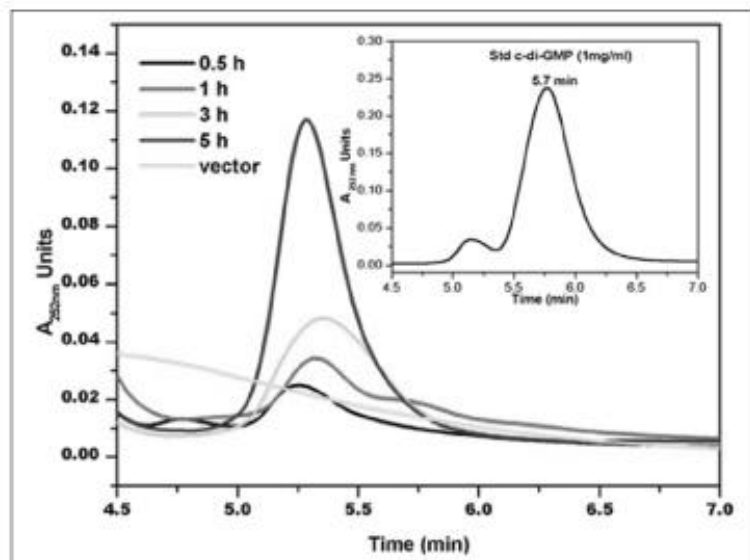 0.14
0.12
0.10
0.08
0.06
0.04
0.02
0.00
A252nm Units
0.5 h
1 h
3 h
5 h
vector
0.30
0.25
0.20
0.15
0.10
0.05
0.00
Units
Std c-di-GMP (1mg/ml)
5.7 min
4.5 5.0 5.5 6.0 6.5 7.0
Time (min)
4.5 5.0 5.5 6.0 6.5 7.0
Time (min)